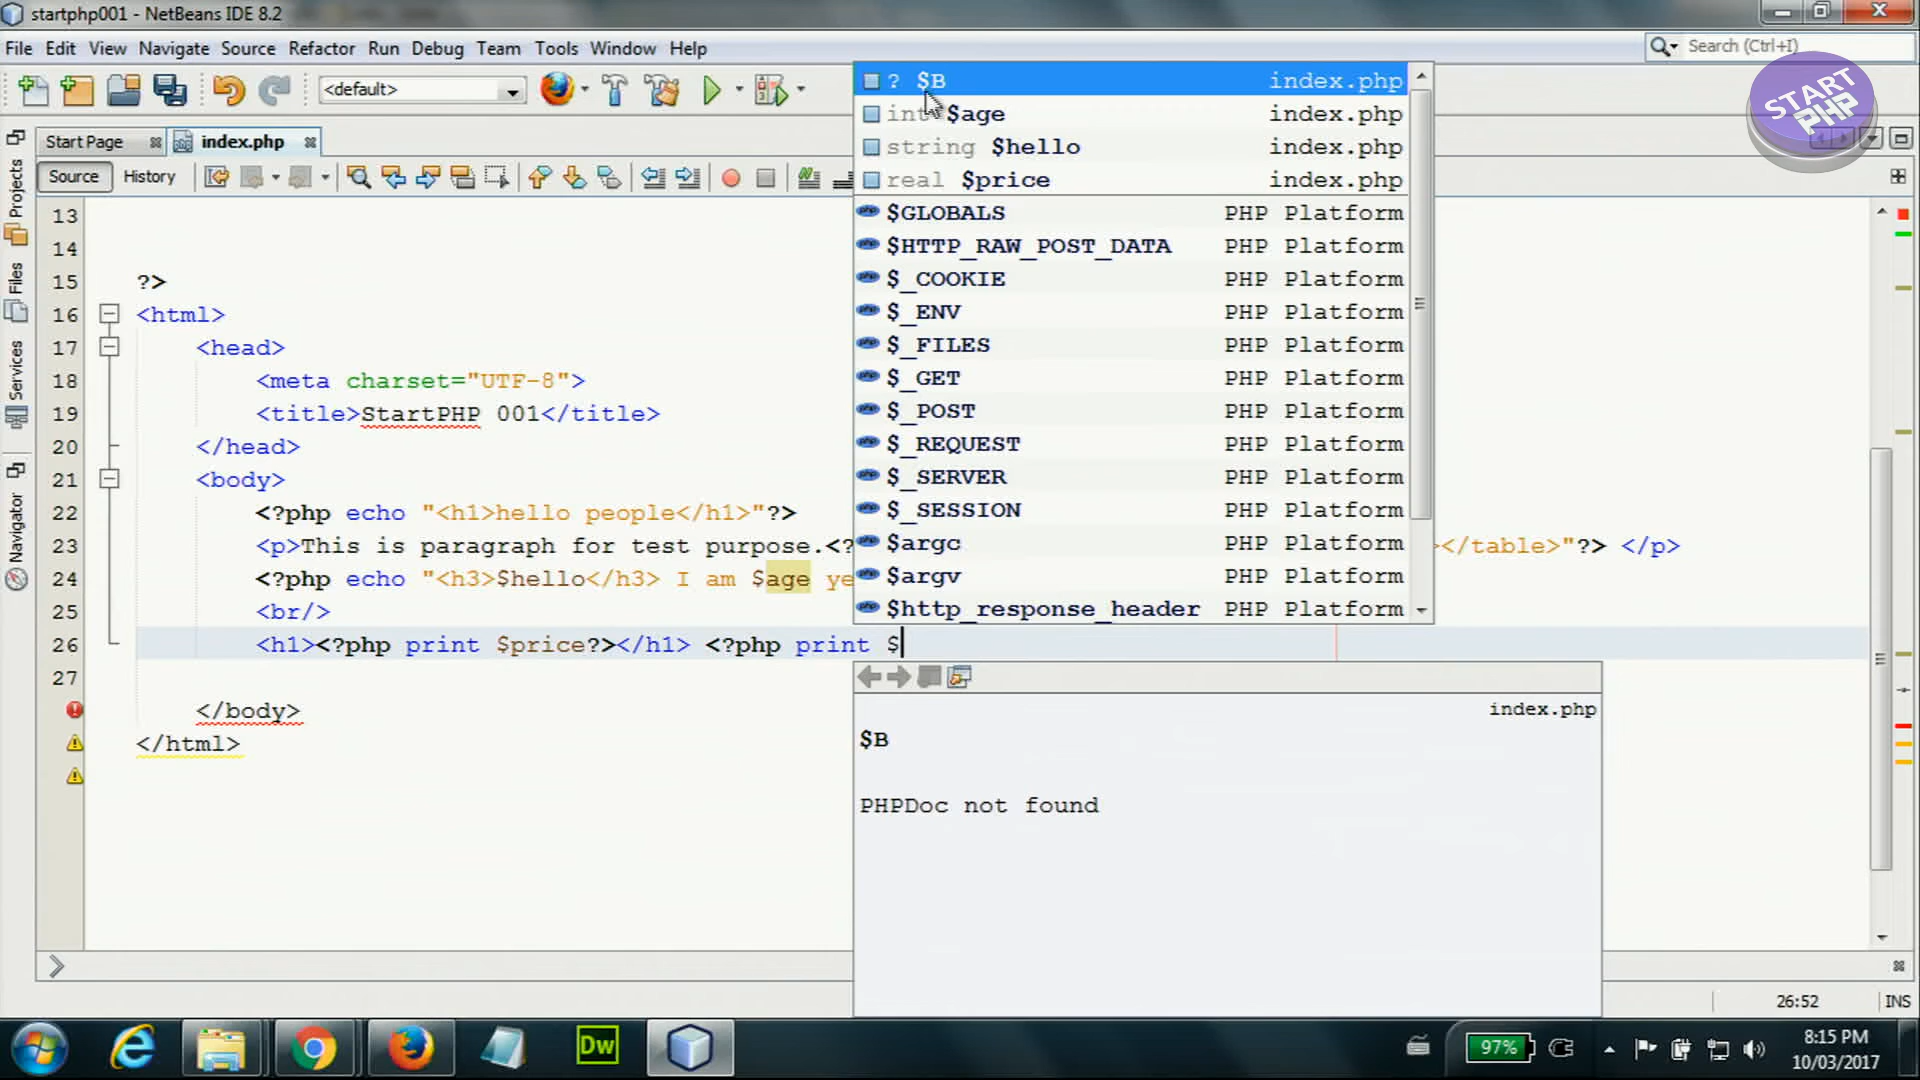 startphp001 - NetBeans IDE 8.2
File Edit View Navigate Source Refactor Run Debug Team Tools Window Help
Search (Ctrl+I)
<default>
START
PHP
Start Page
index.php
Source History
Projects
Files
Services
Navigator
? $B index.php
int $age index.php
string $hello index.php
real $price index.php
$GLOBALS PHP Platform
$HTTP_RAW_POST_DATA PHP Platform
$_COOKIE PHP Platform
$_ENV PHP Platform
$_FILES PHP Platform
$_GET PHP Platform
$_POST PHP Platform
$_REQUEST PHP Platform
$_SERVER PHP Platform
$_SESSION PHP Platform
$argc PHP Platform
$argv PHP Platform
$http_response_header PHP Platform
13
14
15 ?>
16 <html>
17 <head>
18 <meta charset="UTF-8">
19 <title>StartPHP 001</title>
20 </head>
21 <body>
22 <?php echo "<h1>hello people</h1>"?>
23 <p>This is paragraph for test purpose.<? ></table>"?> </p>
24 <?php echo "<h3>$hello</h3> I am $age ye
25 <br/>
26 <h1><?php print $price?></h1> <?php print $
27
</body>
</html>
index.php
$B
PHPDoc not found
26:52 INS
Dw
97%
8:15 PM
10/03/2017